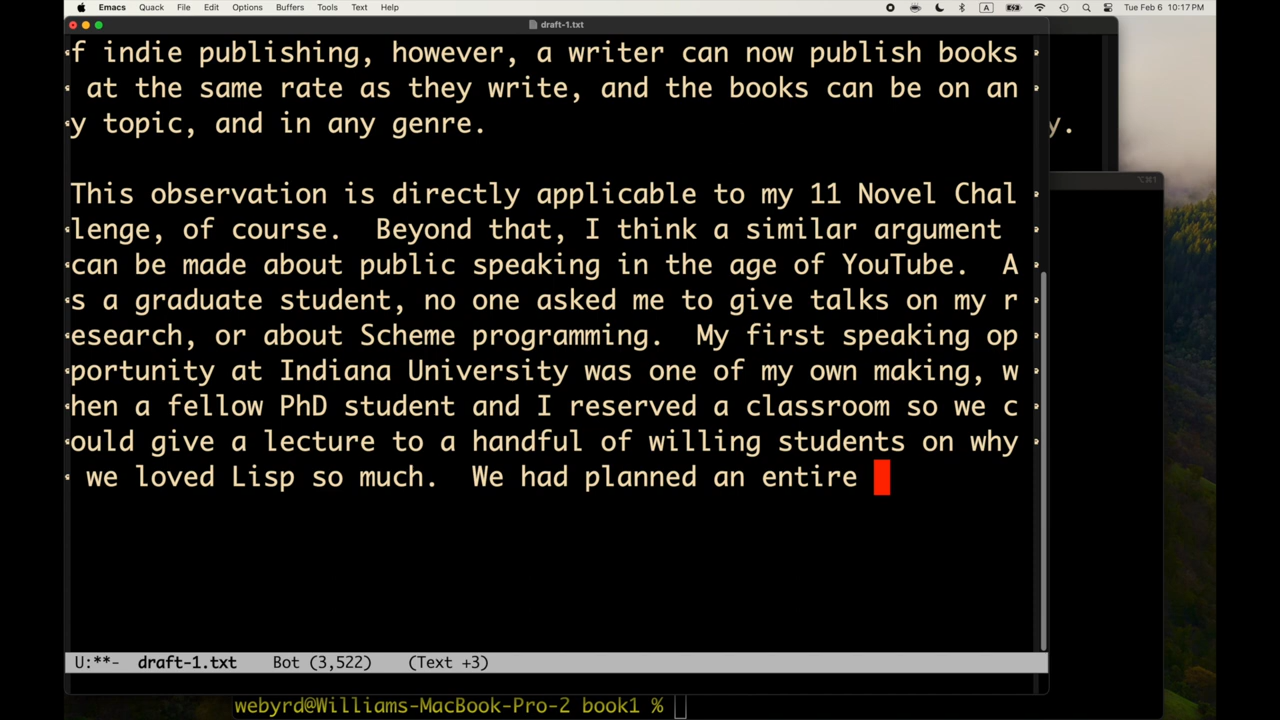 Emacs Quack File Edit Options Buffers Tools Text Help A Tue Feb 6 10:17 PM
draft-1.txt
f indie publishing, however, a writer can now publish books
at the same rate as they write, and the books can be on an
y topic, and in any genre.
y.
This observation is directly applicable to my 11 Novel Chal
lenge, of course.  Beyond that, I think a similar argument
can be made about public speaking in the age of YouTube.  A
s a graduate student, no one asked me to give talks on my r
esearch, or about Scheme programming.  My first speaking op
portunity at Indiana University was one of my own making, w
hen a fellow PhD student and I reserved a classroom so we c
ould give a lecture to a handful of willing students on why
we loved Lisp so much.  We had planned an entire
U:**-  draft-1.txt    Bot (3,522)    (Text +3)
webyrd@Williams-MacBook-Pro-2 book1 %